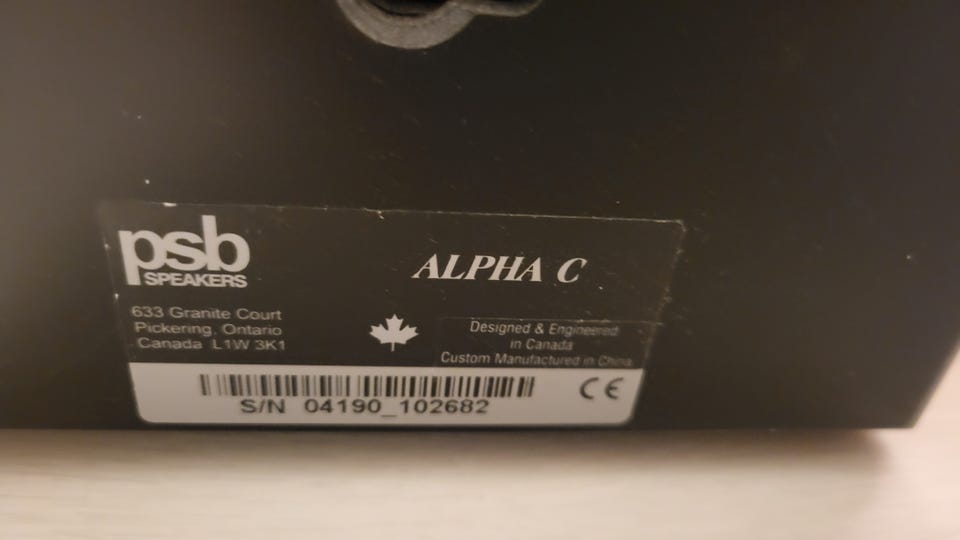 psb
SPEAKERS
ALPHA C
633 Granite Court
Pickering, Ontario
Canada L1W 3K1
Designed & Engineered
in Canada
Custom Manufactured in China
S/N 04190_102682
CE